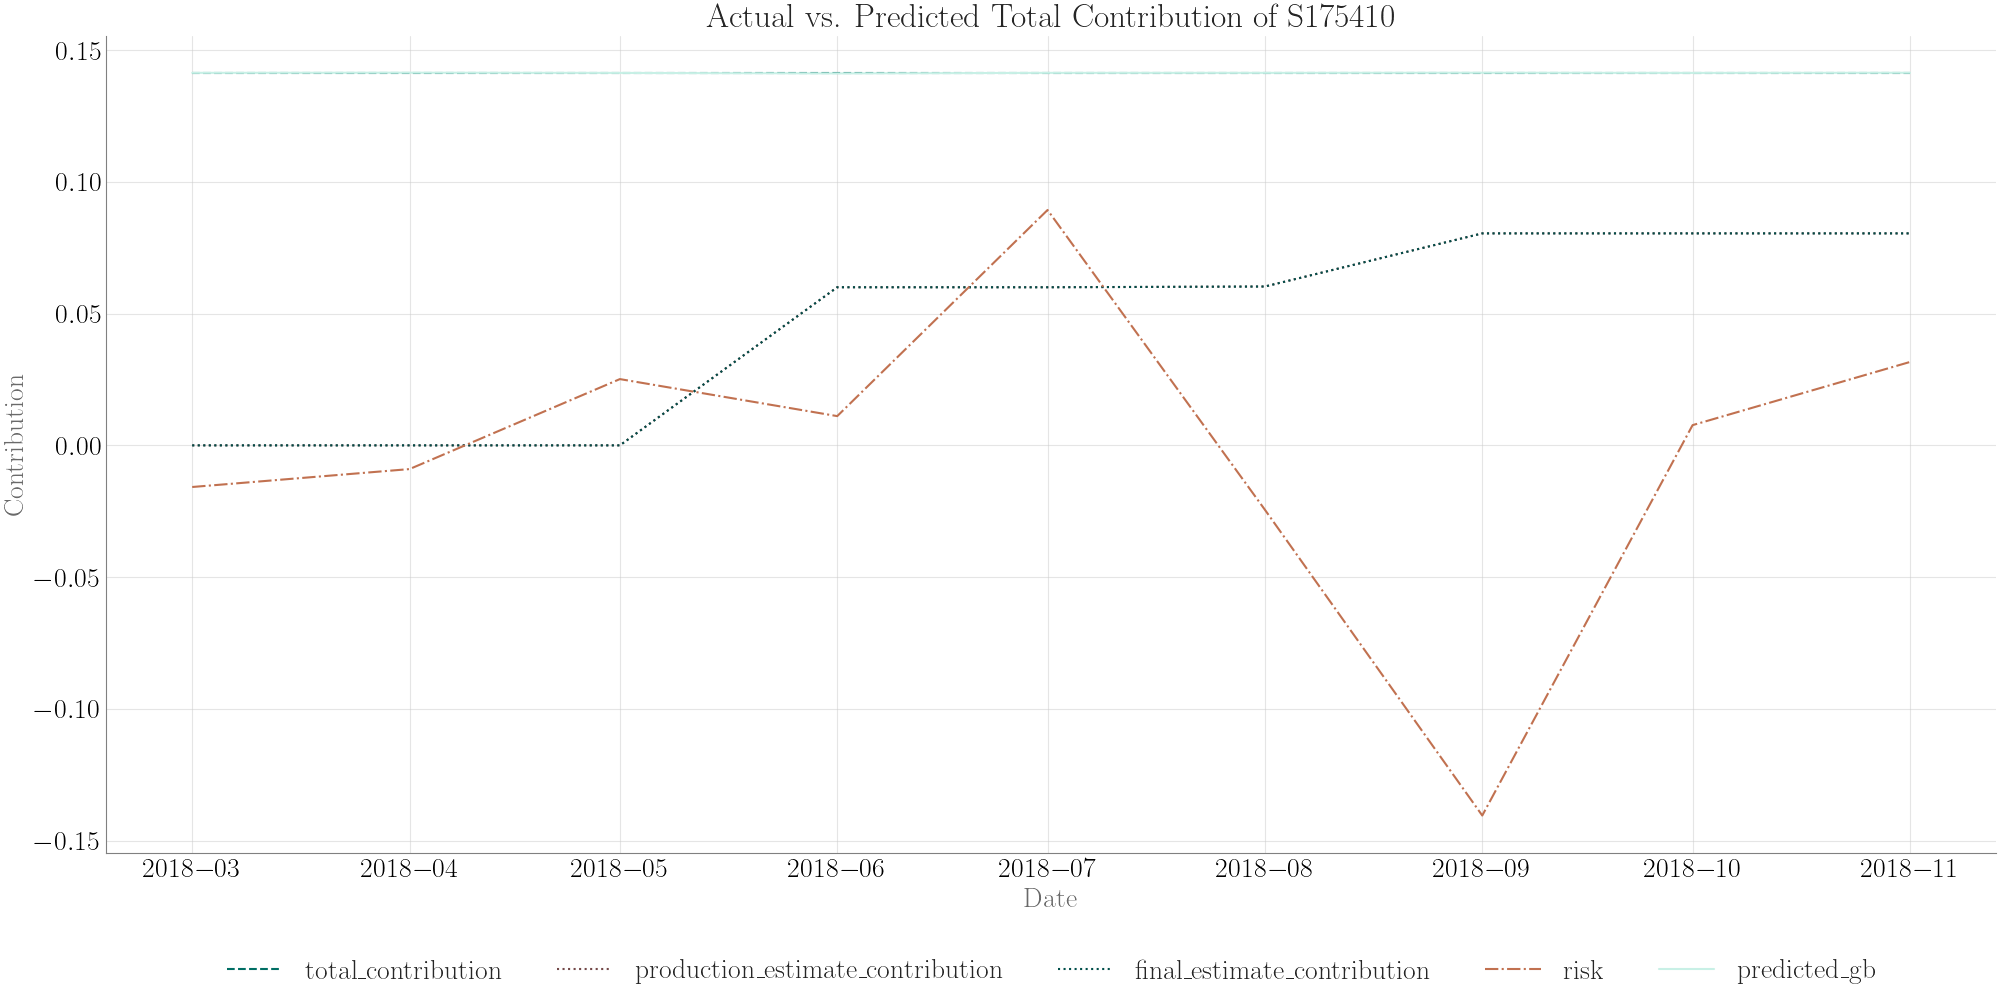 Actual vs. Predicted Total Contribution of S175410
0.15
0.10
0.05
0.00
−0.05
−0.10
−0.15
Contribution
2018−03 2018−04 2018−05 2018−06 2018−07 2018−08 2018−09 2018−10 2018−11
Date
total_contribution production_estimate_contribution final_estimate_contribution risk predicted_gb